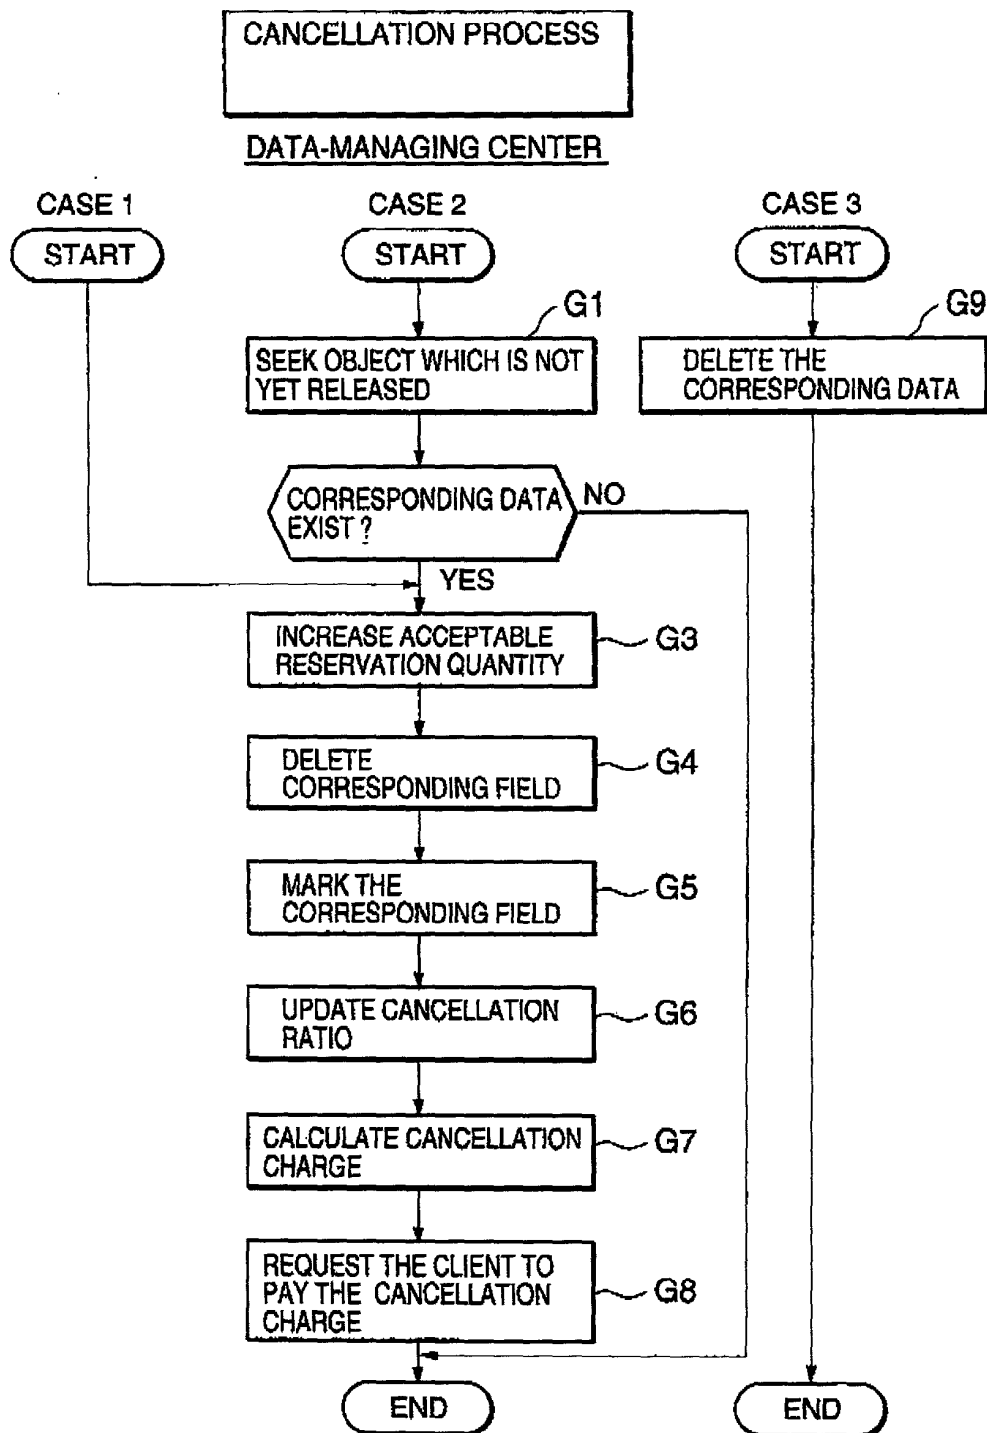 CANCELLATION PROCESS
DATA-MANAGING CENTER
CASE 1
CASE 2
CASE 3
START
START
START
G1
G9
SEEK OBJECT WHICH IS NOT
YET RELEASED
DELETE THE
CORRESPONDING DATA
CORRESPONDING DATA
EXIST ?
NO
YES
INCREASE ACCEPTABLE
RESERVATION QUANTITY
G3
DELETE
CORRESPONDING FIELD
G4
MARK THE
CORRESPONDING FIELD
G5
UPDATE CANCELLATION
RATIO
G6
CALCULATE CANCELLATION
CHARGE
G7
REQUEST THE CLIENT TO
PAY THE CANCELLATION
CHARGE
G8
END
END